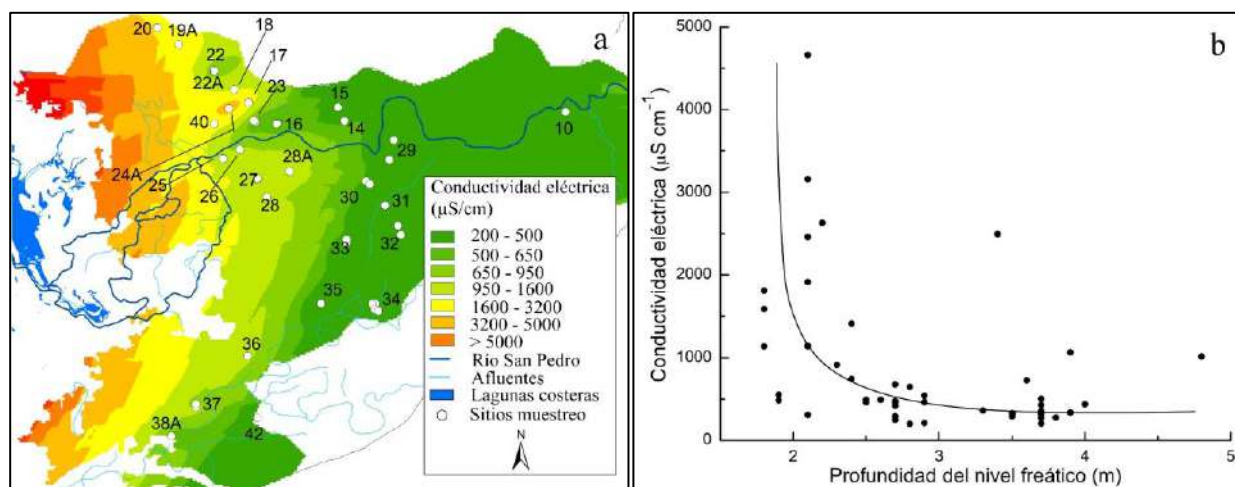 a
20
19A
18
22
17
22A
23
15
40
16
14
10
24A
25
28A
29
26
27
28
30
31
33
32
35
34
36
37
38A
42
Conductividad eléctrica
(µS/cm)
200 - 500
500 - 650
650 - 950
950 - 1600
1600 - 3200
3200 - 5000
> 5000
Río San Pedro
Afluentes
Lagunas costeras
Sitios muestreo
N
b
Conductividad eléctrica (µS cm⁻¹)
5000
4000
3000
2000
1000
0
2
3
4
5
Profundidad del nivel freático (m)